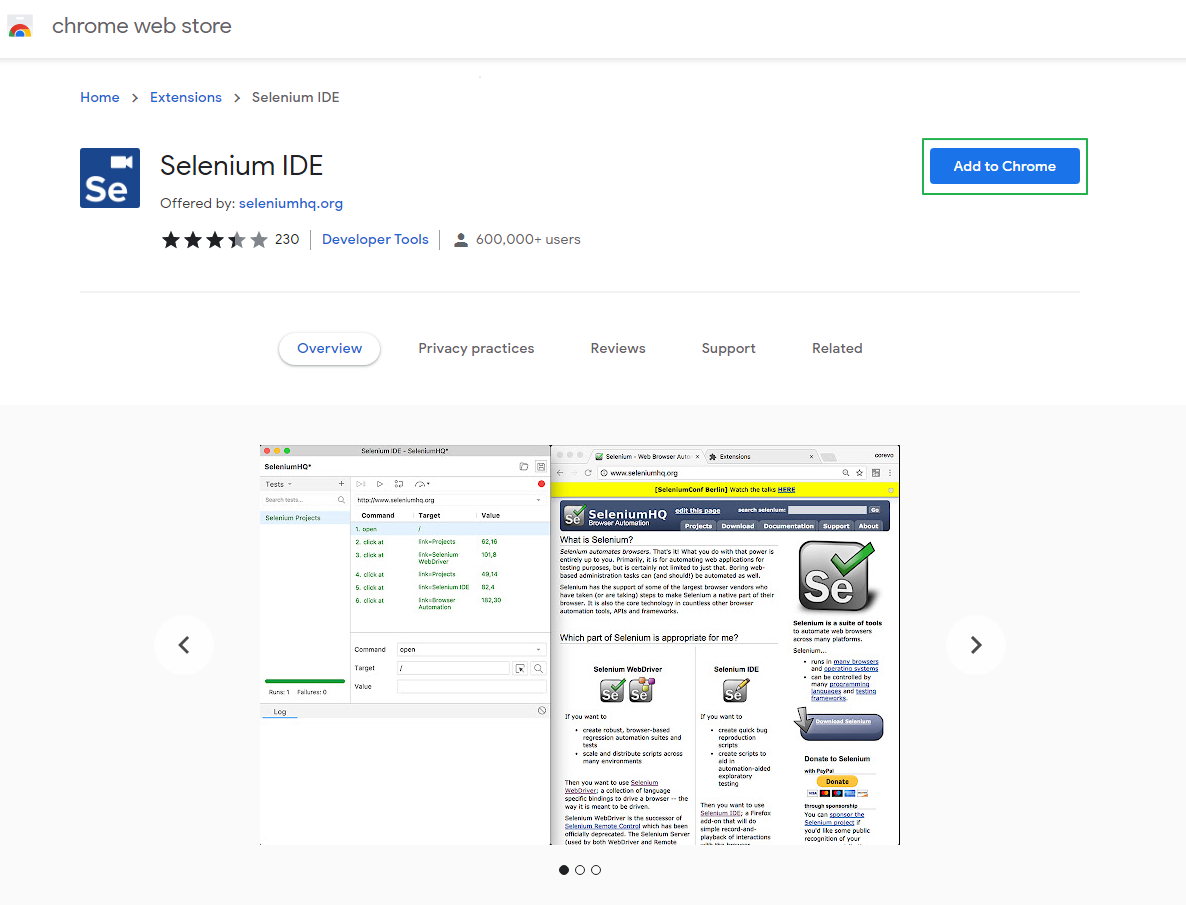 chrome web store
Home > Extensions > Selenium IDE
Se
Selenium IDE
Add to Chrome
Offered by: seleniumhq.org
230 | Developer Tools | 600,000+ users
Overview Privacy practices Reviews Support Related
Selenium IDE - SeleniumHQ*
SeleniumHQ*
Tests
Search tests...
Selenium Projects
http://www.seleniumhq.org
Command Target Value
1. open /
2. click at link=Projects 62,16
3. click at link=Selenium WebDriver 101,8
4. click at link=Projects 49,14
5. click at link=Selenium IDE 82,4
6. click at link=Browser Automation 182,30
Command open
Target /
Value
Runs: 1 Failures: 0
Log
Selenium - Web Browser Auto
Extensions
corevo
www.seleniumhq.org
[SeleniumConf Berlin] Watch the talks HERE
SeleniumHQ
Browser Automation
edit this page
search selenium:
Go
Projects Download Documentation Support About
What is Selenium?
Selenium automates browsers. That's it! What you do with that power is
entirely up to you. Primarily, it is for automating web applications for
testing purposes, but is certainly not limited to just that. Boring web-
based administration tasks can (and should!) be automated as well.
Selenium has the support of some of the largest browser vendors who
have taken (or are taking) steps to make Selenium a native part of their
browser. It is also the core technology in countless other browser
automation tools, APIs and frameworks.
Which part of Selenium is appropriate for me?
Selenium WebDriver
Se Se
If you want to
create robust, browser-based
regression automation suites and
tests
scale and distribute scripts across
many environments
Then you want to use Selenium
WebDriver; a collection of language
specific bindings to drive a browser -- the
way it is meant to be driven.
Selenium WebDriver is the successor of
Selenium Remote Control which has been
officially deprecated. The Selenium Server
(used by both WebDriver and Remote
Selenium IDE
Se
If you want to
create quick bug
reproduction
scripts
create scripts to
aid in
automation-aided
exploratory
testing
Then you want to use
Selenium IDE; a Firefox
add-on that will do
simple record-and-
playback of interactions
with the browser
Se
Selenium is a suite of tools
to automate web browsers
across many platforms.
Selenium...
runs in many browsers
and operating systems
can be controlled by
many programming
languages and testing
frameworks.
Download Selenium
Donate to Selenium
with PayPal
Donate
VISA
through sponsorship
You can sponsor the
Selenium project if
you'd like some public
recognition of your